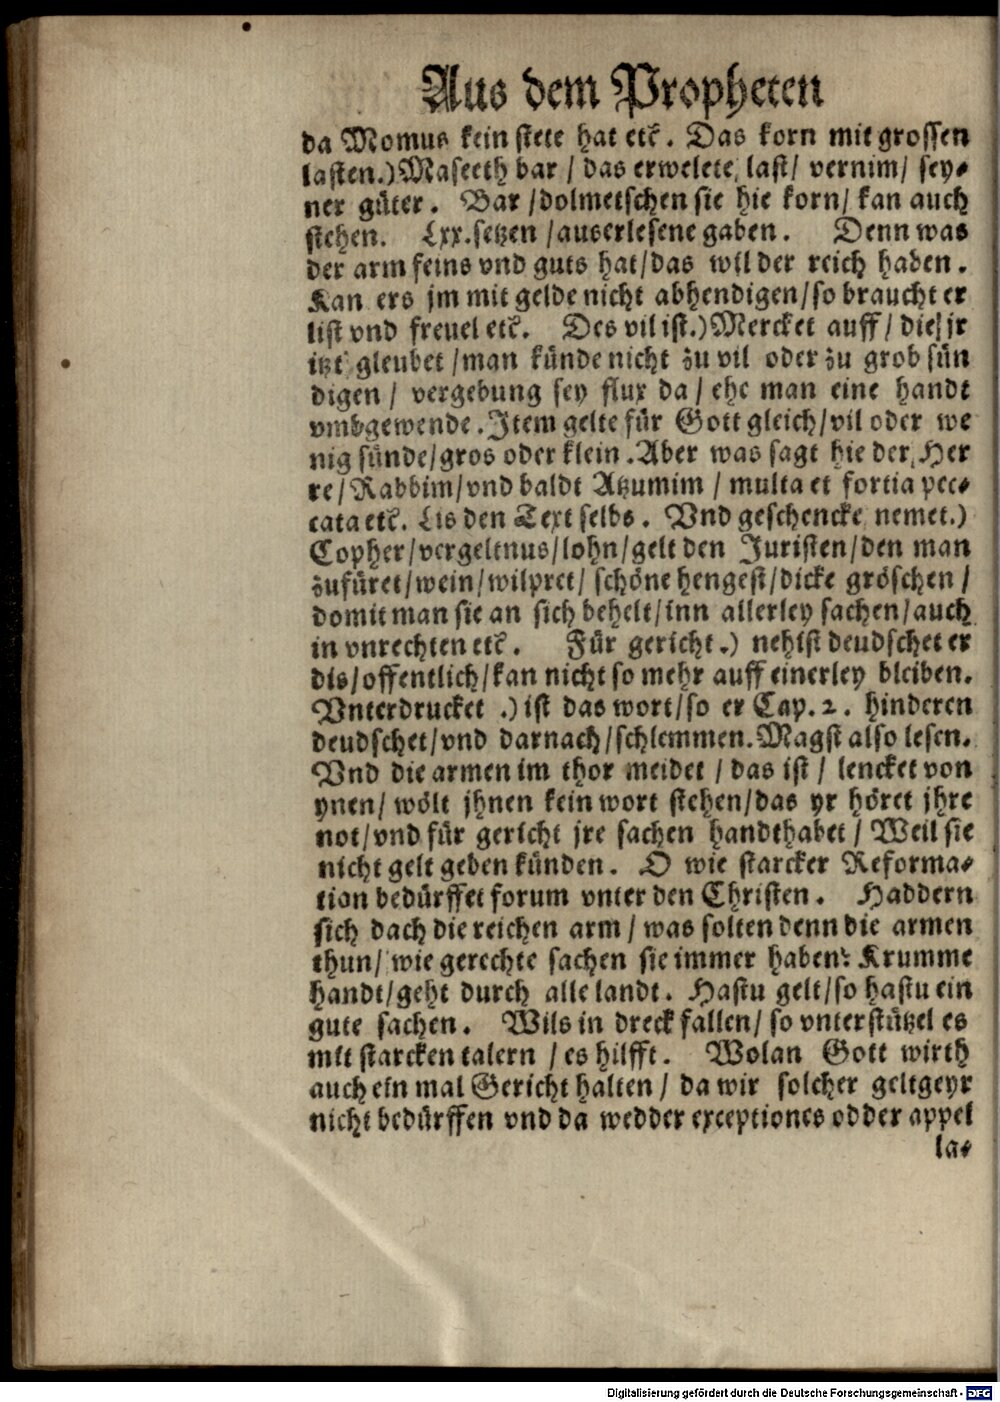 Aus dem Propheten
da Momus kein stete hat etc̄. Das korn mit grossen
lasten.) Maseeth bar / das erwelete last / vernim / sey⸗
ner güter. Bar / dolmetschen sie hie korn / kan auch
stehen. Lxx. setzen / auserlesene gaben. Denn was
der arm feins vnd guts hat / das wil der reich haben.
Kan ers jm mit gelde nicht abhendigen / so braucht er
list vnd freuel etc̄. Des vil ist.) Mercket auff / die jr
itzt gleubet / man künde nicht zu vil oder zu grob sün
digen / vergebung sey flux da / ehe man eine handt
vmbgewende. Item gelte für Gott gleich / vil oder we
nig sünde / gros oder klein. Aber was sagt hie der Her
re / Rabbim / vnd baldt Atzumim / multa et fortia pec⸗
cata etc̄. Lis den Text selbs. Vnd geschencke nemet.)
Copher / vergeltnus / lohn / gelt den Juristen / den man
zufüret / wein / wilpret / schöne hengest / dicke gröschen /
domit man sie an sich behelt / inn allerley sachen / auch
in vnrechten etc̄. Für gericht.) nehist deudschet er
dis / offentlich / kan nicht so mehr auff einerley bleiben.
Vnterdrucket.) ist das wort / so er Cap. 2. hinderen
deudschet / vnd darnach / schlemmen. Magst also lesen.
Vnd die armen im thor meidet / das ist / lencket von
ynen / wölt jhnen kein wort stehen / das yr höret jhre
not / vnd für gericht jre sachen handthabet / Weil sie
nicht gelt geben künden. O wie starcker Reforma⸗
tian bedürffet forum vnter den Christen. Haddern
sich dach die reichen arm / was solten denn die armen
thun / wie gerechte sachen sie immer haben? Krumme
handt / geht durch alle landt. Hastu gelt / so hastu ein
gute sachen. Wils in dreck fallen / so vnterstützel es
mit starcken talern / es hilfft. Wolan Gott wirth
auch ein mal Gericht halten / da wir solcher geltgeyr
nicht bedürffen vnd da wedder exceptiones odder appel
la⸗
Digitalisierung gefördert durch die Deutsche Forschungsgemeinschaft - DFG